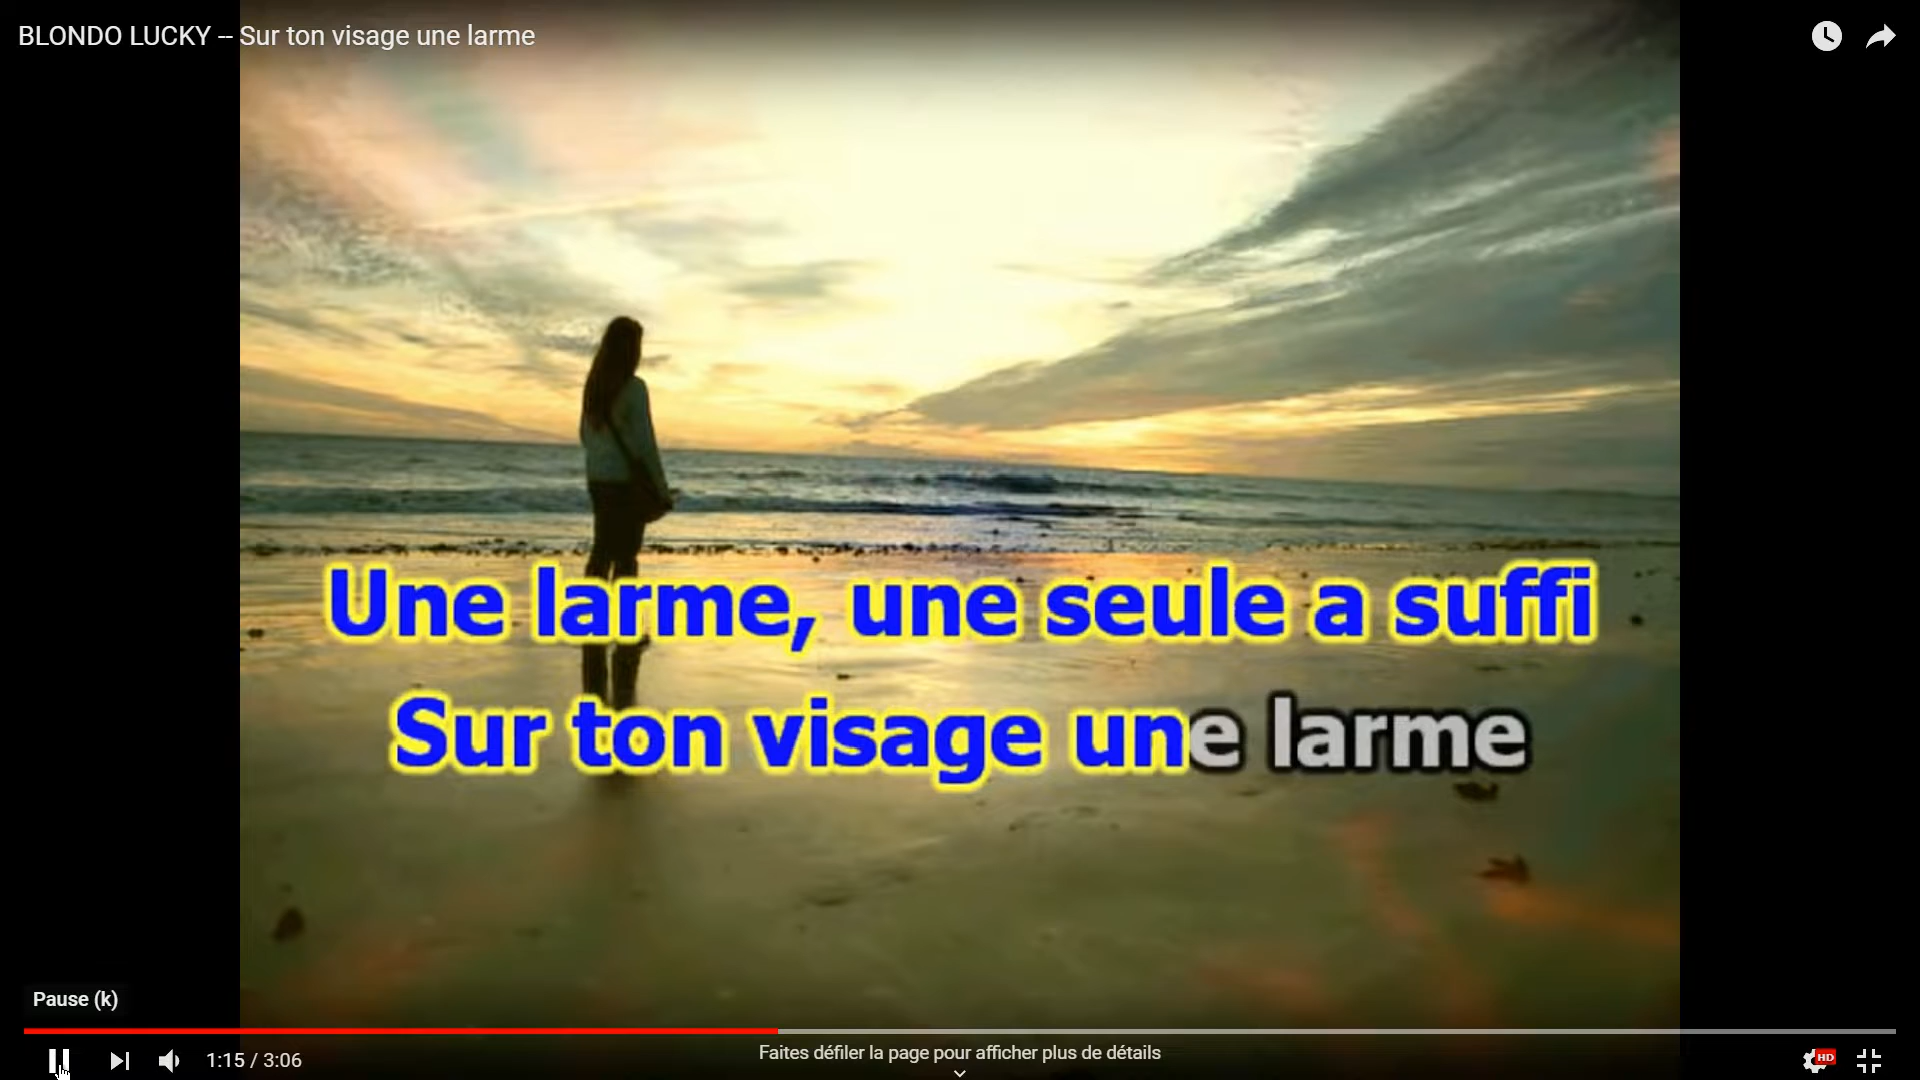 BLONDO LUCKY -- Sur ton visage une larme
Une larme, une seule a suffi
Sur ton visage une larme
Pause (k)
1:15 / 3:06
Faites défiler la page pour afficher plus de détails
HD